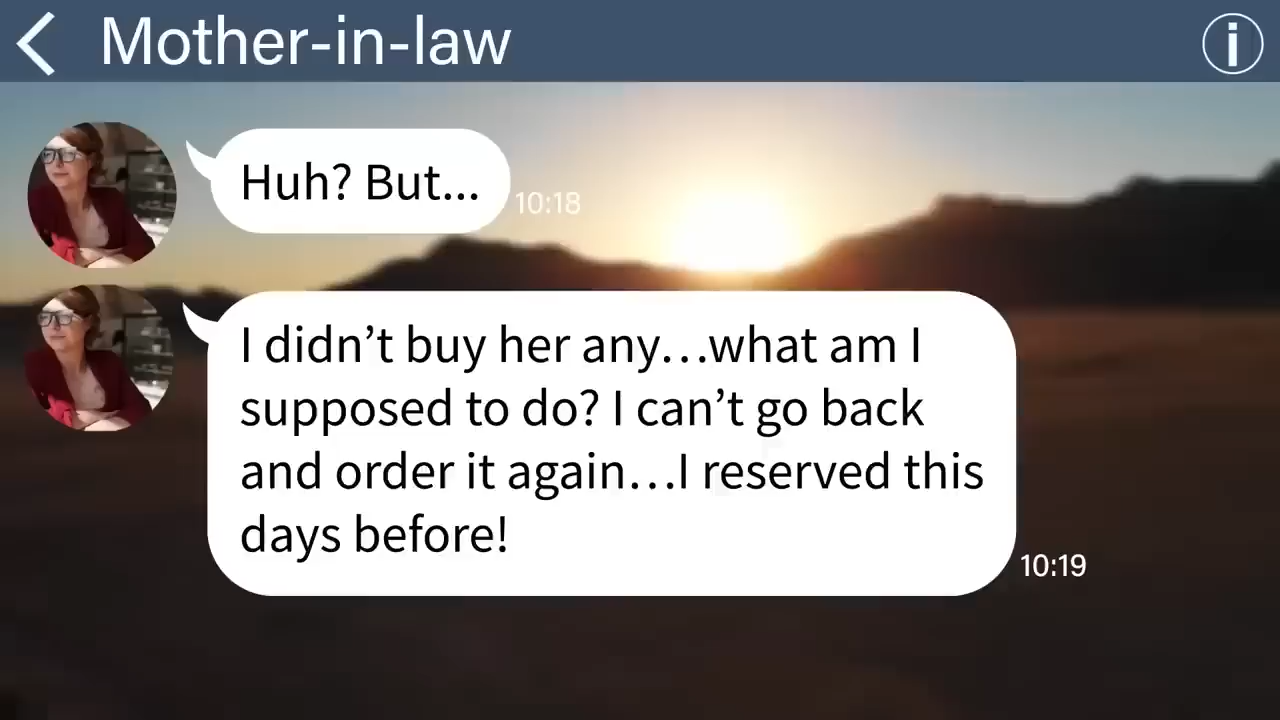 Mother-in-law
Huh? But...
10:18
I didn’t buy her any…what am I
supposed to do? I can’t go back
and order it again…I reserved this
days before!
10:19